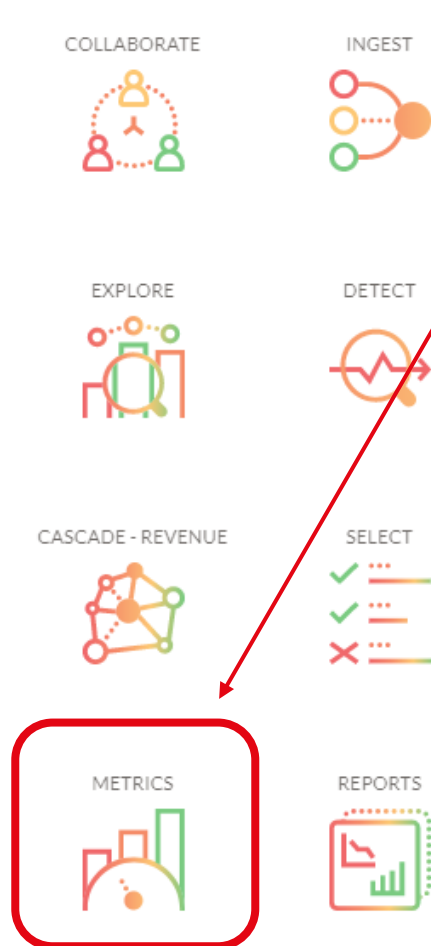 COLLABORATE
INGEST
EXPLORE
DETECT
CASCADE - REVENUE
SELECT
METRICS
REPORTS